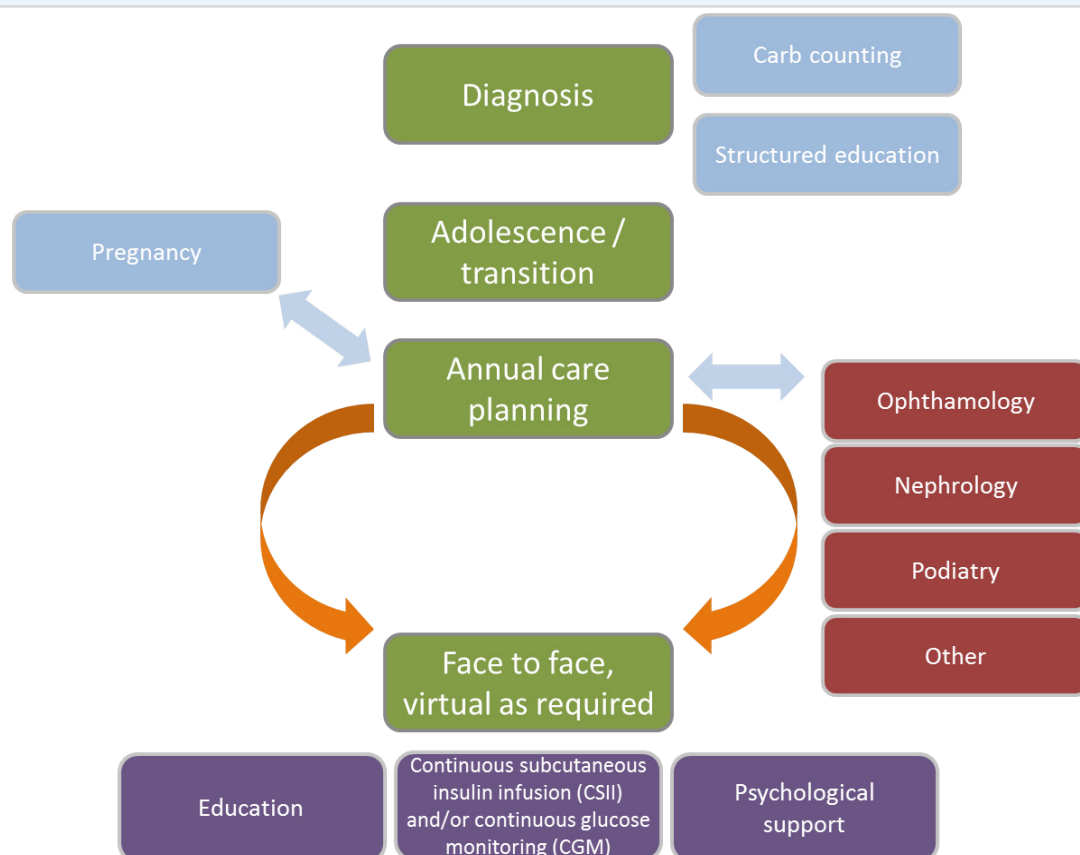 Diagnosis
Carb counting
Structured education
Adolescence /
transition
Pregnancy
Annual care
planning
Ophthamology
Nephrology
Podiatry
Other
Face to face,
virtual as required
Education
Continuous subcutaneous
insulin infusion (CSII)
and/or continuous glucose
monitoring (CGM)
Psychological
support